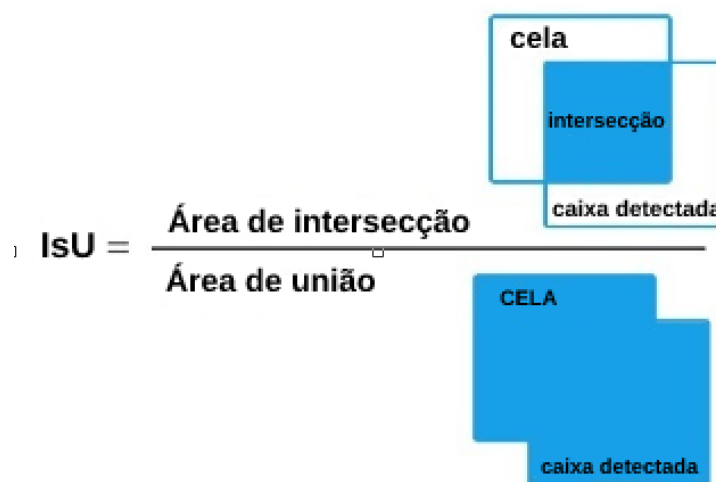 cela
intersecção
caixa detectada
Área de intersecção
IsU =
Área de união
CELA
caixa detectada